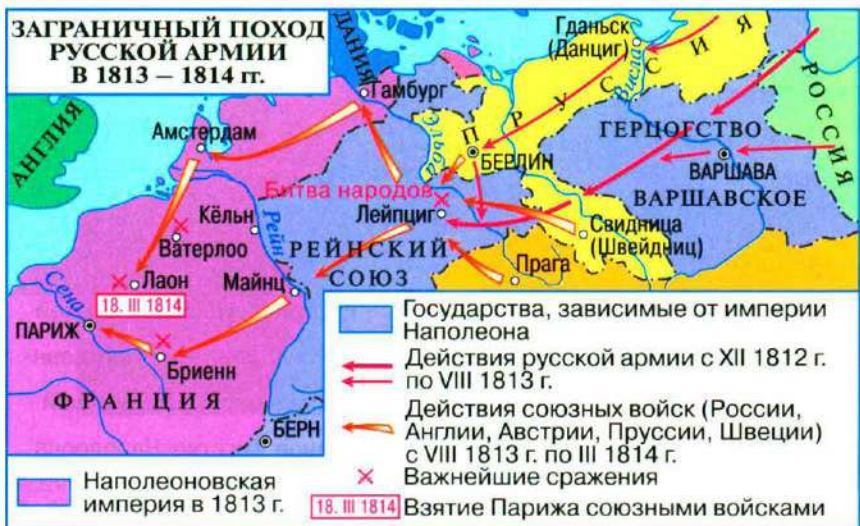 ЗАГРАНИЧНЫЙ ПОХОД
РУССКОЙ АРМИИ
В 1813 – 1814 гг.
АНГЛИЯ
ДАНИЯ
Гданьск
(Данциг)
Висла
ПРУССИЯ
РОССИЯ
Гамбург
Эльба
Амстердам
БЕРЛИН
ГЕРЦОГСТВО
ВАРШАВА
ВАРШАВСКОЕ
Битва народов
Лейпциг
Кёльн
Рейн
Ватерлоо
РЕЙНСКИЙ
СОЮЗ
Свидница
(Швейдниц)
Прага
Сена
Лаон
Майнц
18. III 1814
ПАРИЖ
Бриенн
ФРАНЦИЯ
БЕРН
Государства, зависимые от империи
Наполеона
Действия русской армии с XII 1812 г.
по VIII 1813 г.
Действия союзных войск (России,
Англии, Австрии, Пруссии, Швеции)
с VIII 1813 г. по III 1814 г.
Наполеоновская
империя в 1813 г.
Важнейшие сражения
18. III 1814 Взятие Парижа союзными войсками